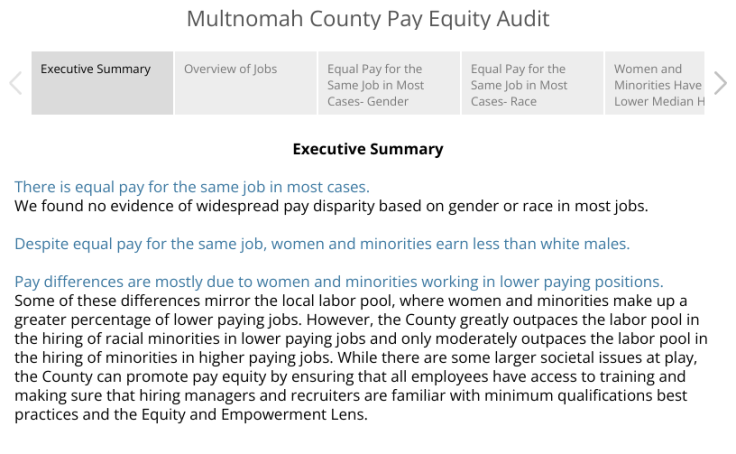 Multnomah County Pay Equity Audit
Executive Summary
Overview of Jobs
Equal Pay for the
Same Job in Most
Cases- Gender
Equal Pay for the
Same Job in Most
Cases- Race
Women and
Minorities Have
Lower Median H
Executive Summary
There is equal pay for the same job in most cases.
We found no evidence of widespread pay disparity based on gender or race in most jobs.
Despite equal pay for the same job, women and minorities earn less than white males.
Pay differences are mostly due to women and minorities working in lower paying positions.
Some of these differences mirror the local labor pool, where women and minorities make up a
greater percentage of lower paying jobs. However, the County greatly outpaces the labor pool in
the hiring of racial minorities in lower paying jobs and only moderately outpaces the labor pool in
the hiring of minorities in higher paying jobs. While there are some larger societal issues at play,
the County can promote pay equity by ensuring that all employees have access to training and
making sure that hiring managers and recruiters are familiar with minimum qualifications best
practices and the Equity and Empowerment Lens.